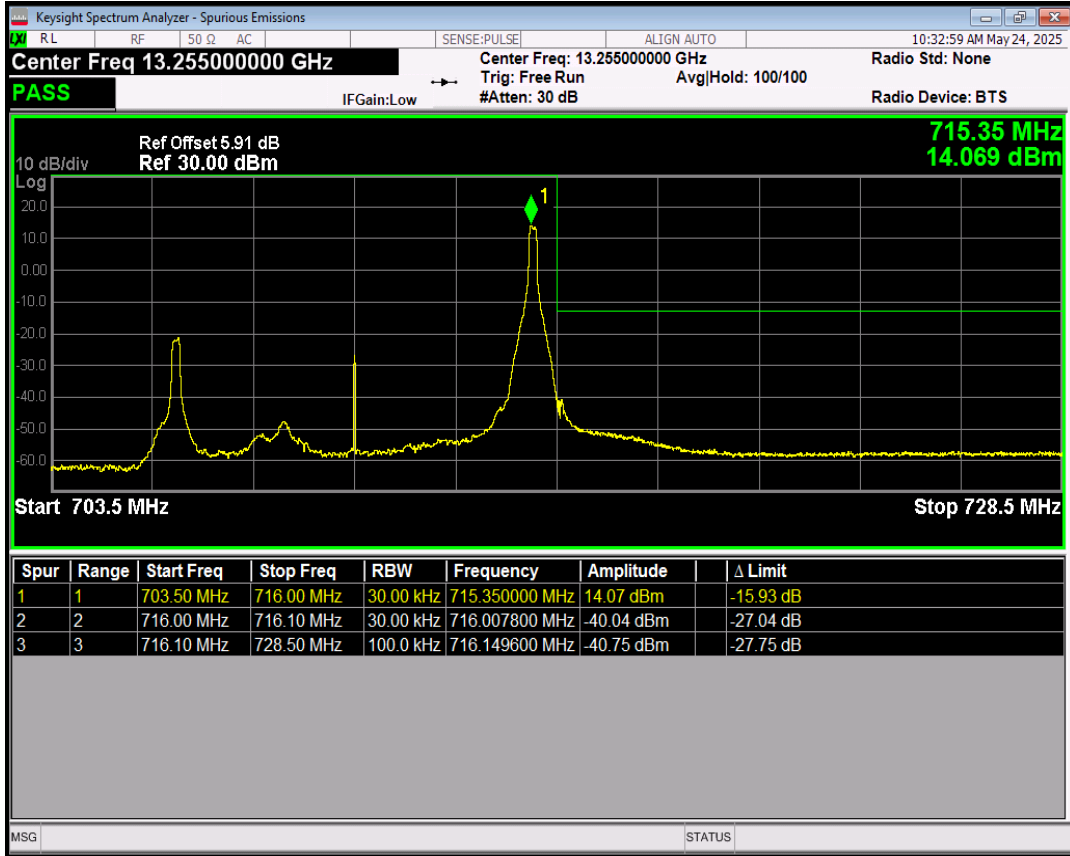 Keysight Spectrum Analyzer - Spurious Emissions
LXI RL RF 50 Ω AC SENSE:PULSE ALIGN AUTO 10:32:59 AM May 24, 2025
Center Freq 13.255000000 GHz Center Freq: 13.255000000 GHz Radio Std: None
Trig: Free Run Avg|Hold: 100/100
PASS IFGain:Low #Atten: 30 dB Radio Device: BTS
715.35 MHz
Ref Offset 5.91 dB
10 dB/div Ref 30.00 dBm 14.069 dBm
Log
1
20.0
10.0
0.00
-10.0
-20.0
-30.0
-40.0
-50.0
-60.0
Start 703.5 MHz Stop 728.5 MHz
Spur Range Start Freq Stop Freq RBW Frequency Amplitude Δ Limit
1 1 703.50 MHz 716.00 MHz 30.00 kHz 715.350000 MHz 14.07 dBm -15.93 dB
2 2 716.00 MHz 716.10 MHz 30.00 kHz 716.007800 MHz -40.04 dBm -27.04 dB
3 3 716.10 MHz 728.50 MHz 100.0 kHz 716.149600 MHz -40.75 dBm -27.75 dB
MSG STATUS